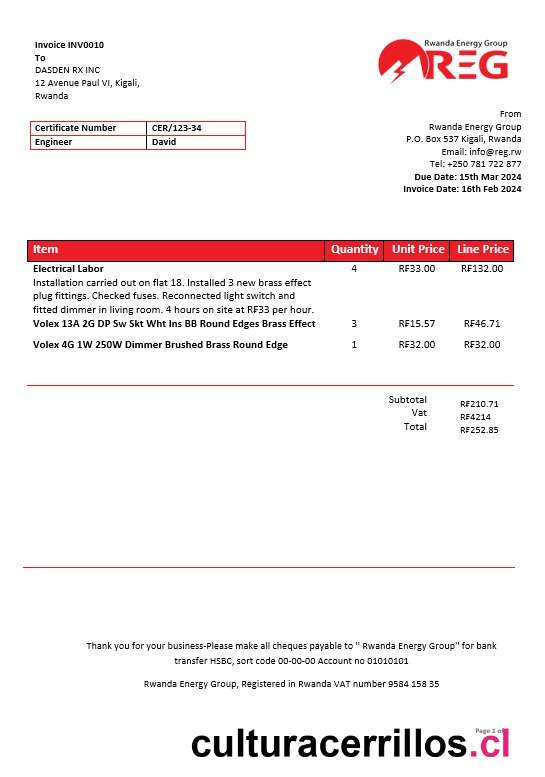 Invoice INV0010
To
DASDEN RX INC
12 Avenue Paul VI, Kigali,
Rwanda
Rwanda Energy Group
REG
Certificate Number CER/123-34
Engineer David
From
Rwanda Energy Group
P.O. Box 537 Kigali, Rwanda
Email: info@reg.rw
Tel: +250 781 722 877
Due Date: 15th Mar 2024
Invoice Date: 16th Feb 2024
Item Quantity Unit Price Line Price
Electrical Labor 4 RF33.00 RF132.00
Installation carried out on flat 18. Installed 3 new brass effect
plug fittings. Checked fuses. Reconnected light switch and
fitted dimmer in living room. 4 hours on site at RF33 per hour.
Volex 13A 2G DP Sw Skt Wht Ins BB Round Edges Brass Effect 3 RF15.57 RF46.71
Volex 4G 1W 250W Dimmer Brushed Brass Round Edge 1 RF32.00 RF32.00
Subtotal RF210.71
Vat RF4214
Total RF252.85
Thank you for your business-Please make all cheques payable to " Rwanda Energy Group" for bank
transfer HSBC, sort code 00-00-00 Account no 01010101
Rwanda Energy Group, Registered in Rwanda VAT number 9584 158 35
Page 1 of
culturacerrillos.cl